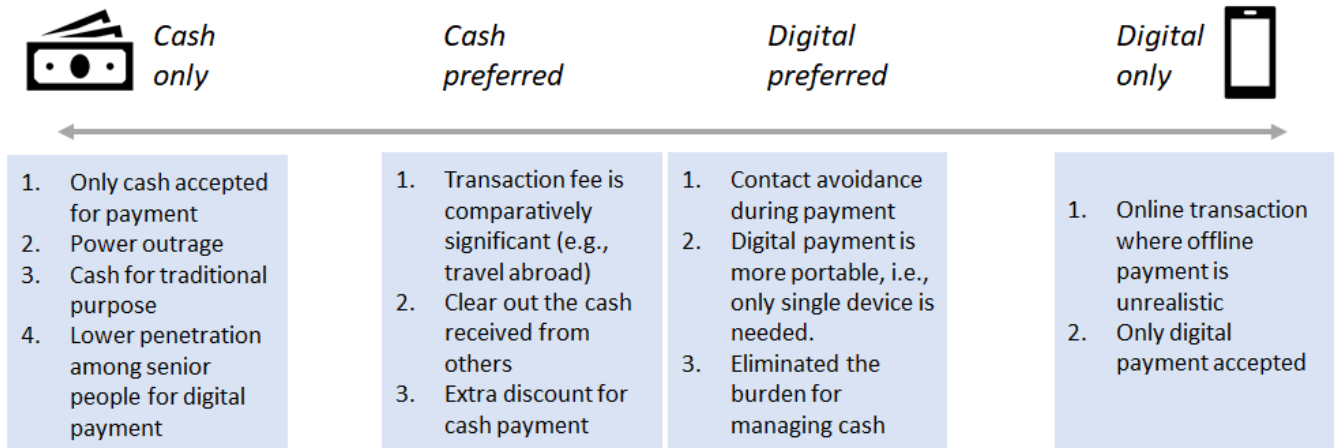 Cash
only
Cash
preferred
Digital
preferred
Digital
only
1. Only cash accepted
for payment
2. Power outrage
3. Cash for traditional
purpose
4. Lower penetration
among senior
people for digital
payment
1. Transaction fee is
comparatively
significant (e.g.,
travel abroad)
2. Clear out the cash
received from
others
3. Extra discount for
cash payment
1. Contact avoidance
during payment
2. Digital payment is
more portable, i.e.,
only single device is
needed.
3. Eliminated the
burden for
managing cash
1. Online transaction
where offline
payment is
unrealistic
2. Only digital
payment accepted